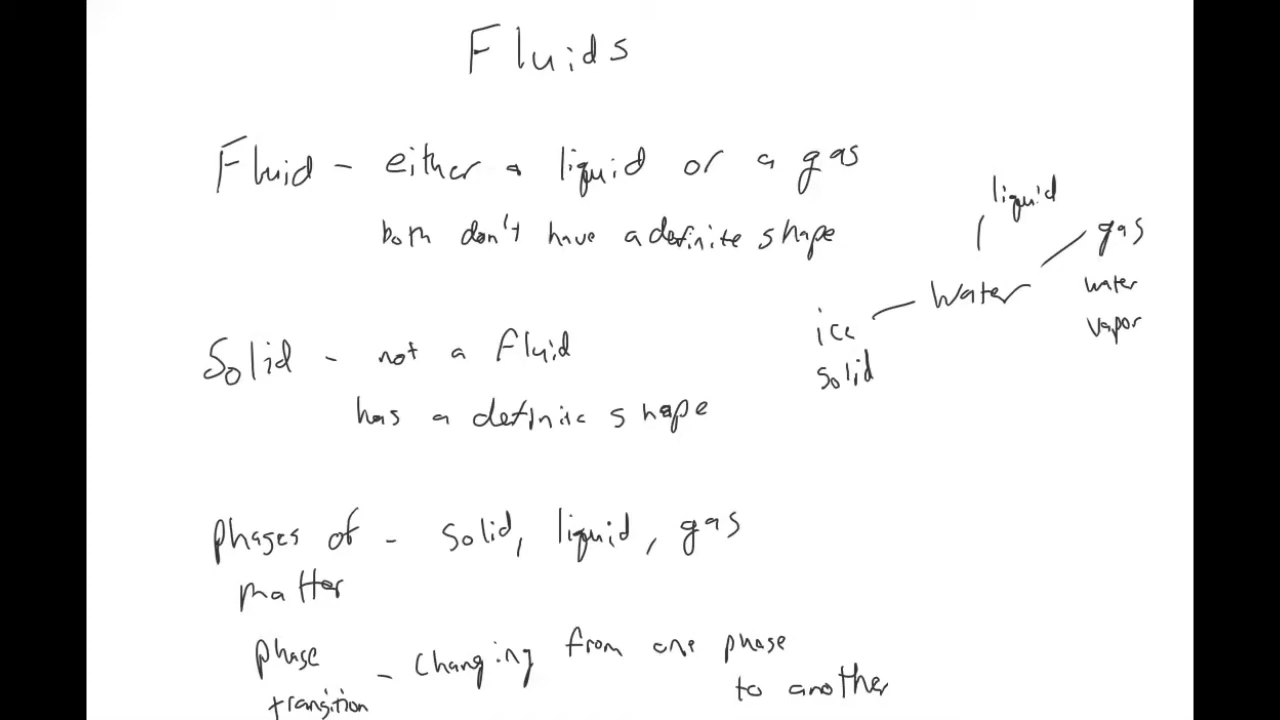 Fluids
Fluid - either a liquid or a gas
both don't have a definite shape
liquid
gas
water
vapor
Water
ice
solid
Solid - not a fluid
has a definite shape
phases of - solid, liquid, gas
matter
phase
transition - changing from one phase
to another